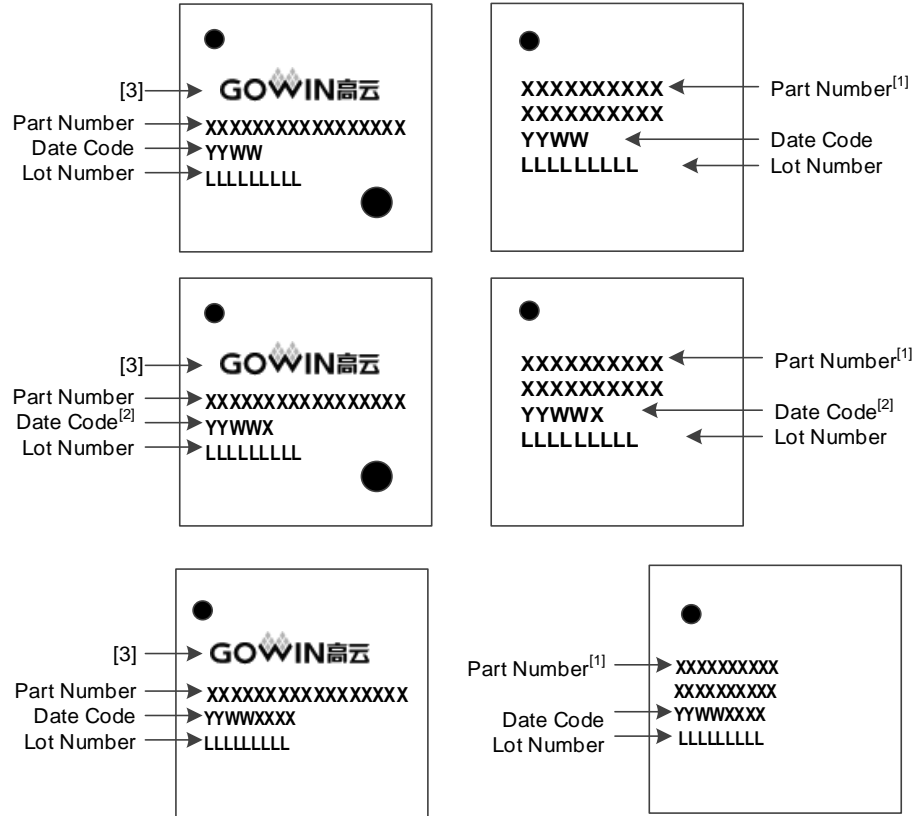 [3]
GOWIN高云
Part Number
XXXXXXXXXXXXXXXXX
Date Code
YYWW
Lot Number
LLLLLLLLL
XXXXXXXXXX
Part Number[1]
XXXXXXXXXX
YYWW
Date Code
LLLLLLLLL
Lot Number
[3]
GOWIN高云
Part Number
XXXXXXXXXXXXXXXXX
Date Code[2]
YYWWX
Lot Number
LLLLLLLLL
XXXXXXXXXX
Part Number[1]
XXXXXXXXXX
YYWWX
Date Code[2]
LLLLLLLLL
Lot Number
[3]
GOWIN高云
Part Number
XXXXXXXXXXXXXXXXX
Date Code
YYWWXXXX
Lot Number
LLLLLLLLL
Part Number[1]
XXXXXXXXXX
XXXXXXXXXX
Date Code
YYWWXXXX
Lot Number
LLLLLLLLL